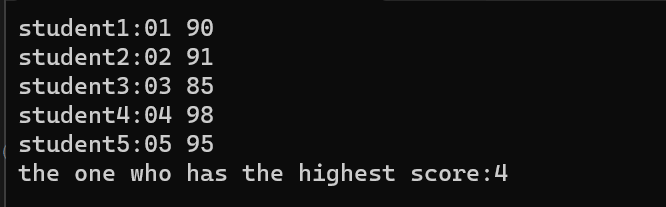 student1:01 90
student2:02 91
student3:03 85
student4:04 98
student5:05 95
the one who has the highest score:4